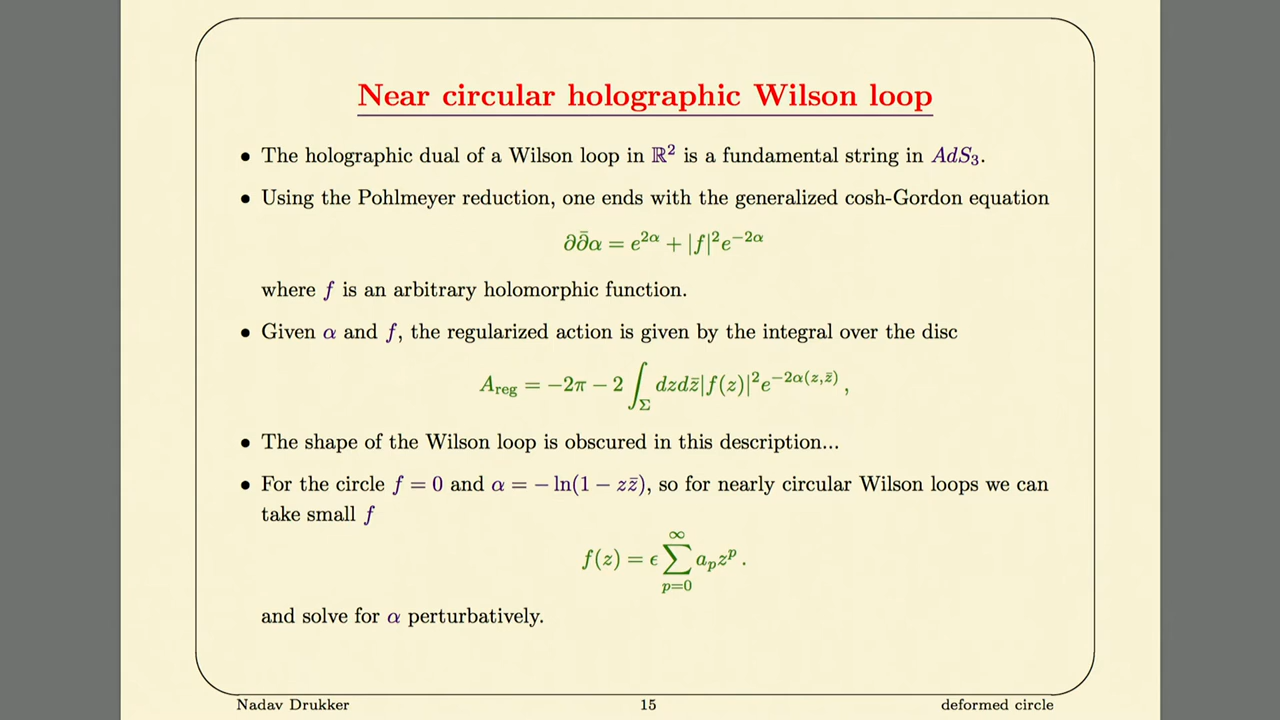 Near circular holographic Wilson loop
• The holographic dual of a Wilson loop in ℝ² is a fundamental string in AdS₃.
• Using the Pohlmeyer reduction, one ends with the generalized cosh-Gordon equation
∂∂̄α = e^{2α} + |f|²e^{−2α}
where f is an arbitrary holomorphic function.
• Given α and f, the regularized action is given by the integral over the disc
A_reg = −2π − 2 ∫_Σ dzdz̄|f(z)|²e^{−2α(z,z̄)} ,
• The shape of the Wilson loop is obscured in this description...
• For the circle f = 0 and α = − ln(1 − zz̄), so for nearly circular Wilson loops we can
take small f
f(z) = ϵ ∑_{p=0}^{∞} a_p z^p .
and solve for α perturbatively.
Nadav Drukker 15 deformed circle